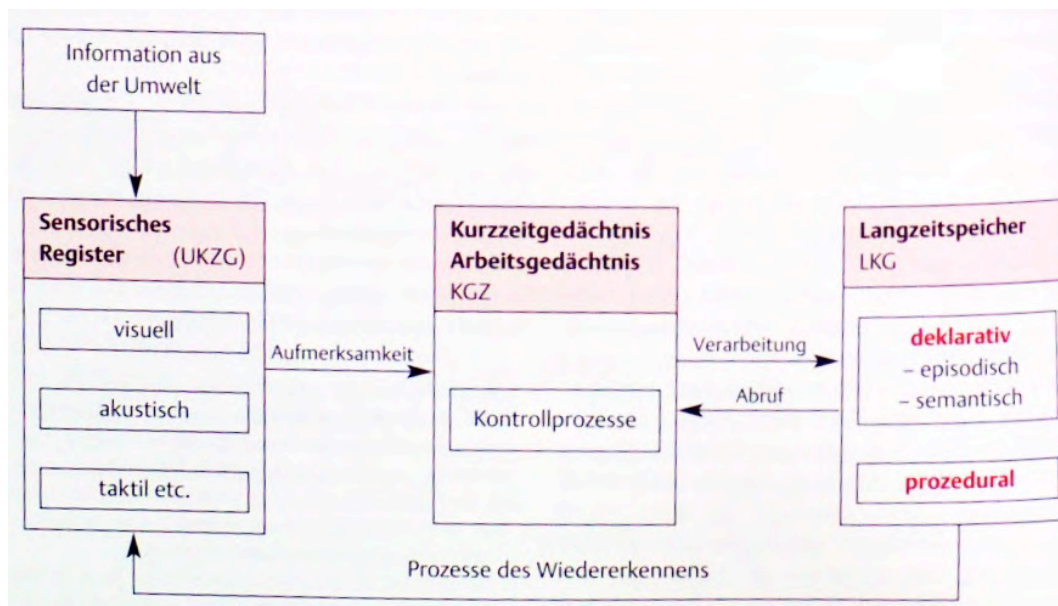 Information aus
der Umwelt
Sensorisches
Register (UKZG)
visuell
akustisch
taktil etc.
Aufmerksamkeit
Kurzzeitgedächtnis
Arbeitsgedächtnis
KGZ
Kontrollprozesse
Verarbeitung
Abruf
Langzeitspeicher
LKG
deklarativ
– episodisch
– semantisch
prozedural
Prozesse des Wiedererkennens